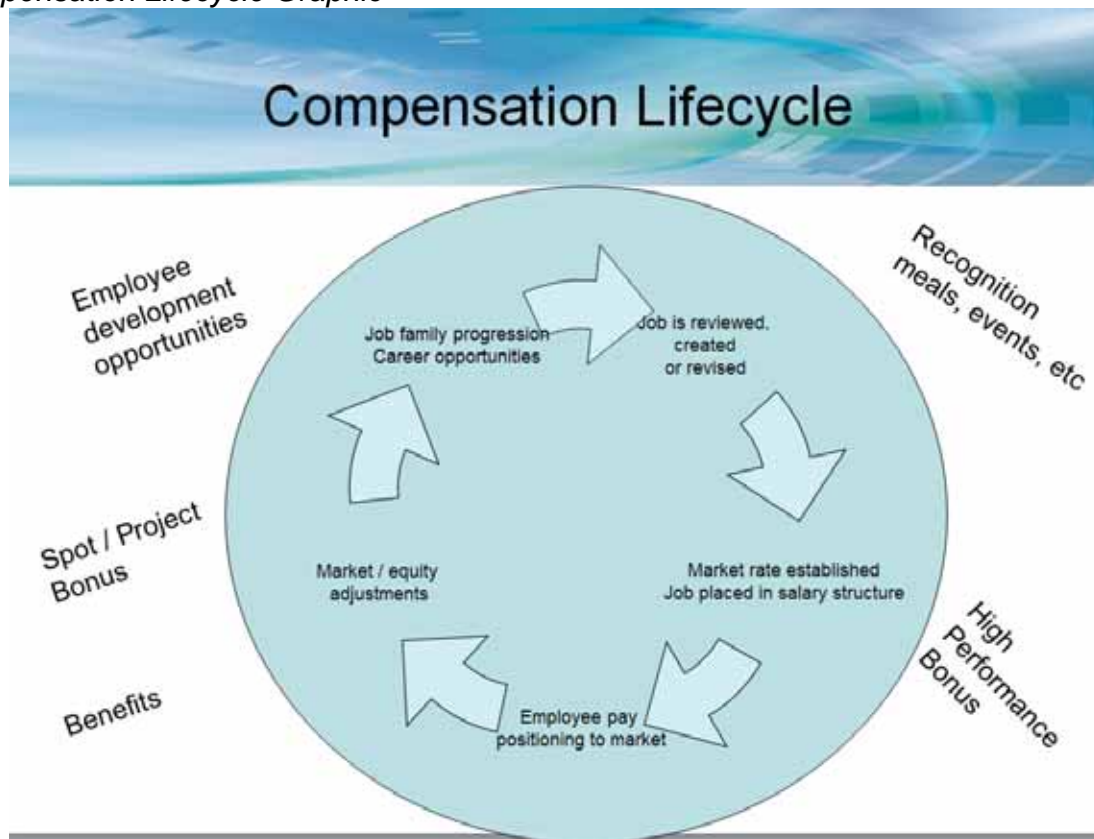 Lifecycle Graphic
Compensation Lifecycle
Employee
development
opportunities
Recognition
meals, events, etc
Job family progression
Career opportunities
Job is reviewed,
created
or revised
Spot / Project
Bonus
Market / equity
adjustments
Market rate established
Job placed in salary structure
High
Performance
Bonus
Benefits
Employee pay
positioning to market